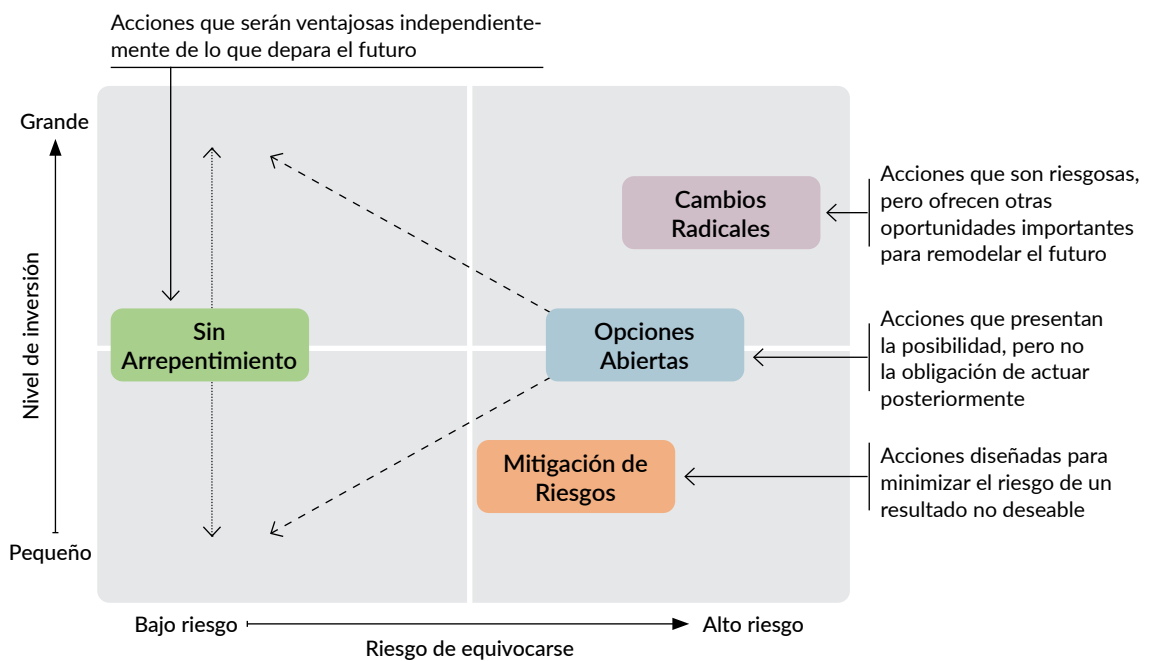 Acciones que serán ventajosas independiente-
mente de lo que depara el futuro
Grande
Nivel de inversión
Pequeño
Cambios
Radicales
Acciones que son riesgosas,
pero ofrecen otras
oportunidades importantes
para remodelar el futuro
Sin
Arrepentimiento
Opciones
Abiertas
Acciones que presentan
la posibilidad, pero no
la obligación de actuar
posteriormente
Mitigación de
Riesgos
Acciones diseñadas para
minimizar el riesgo de un
resultado no deseable
Bajo riesgo
Alto riesgo
Riesgo de equivocarse